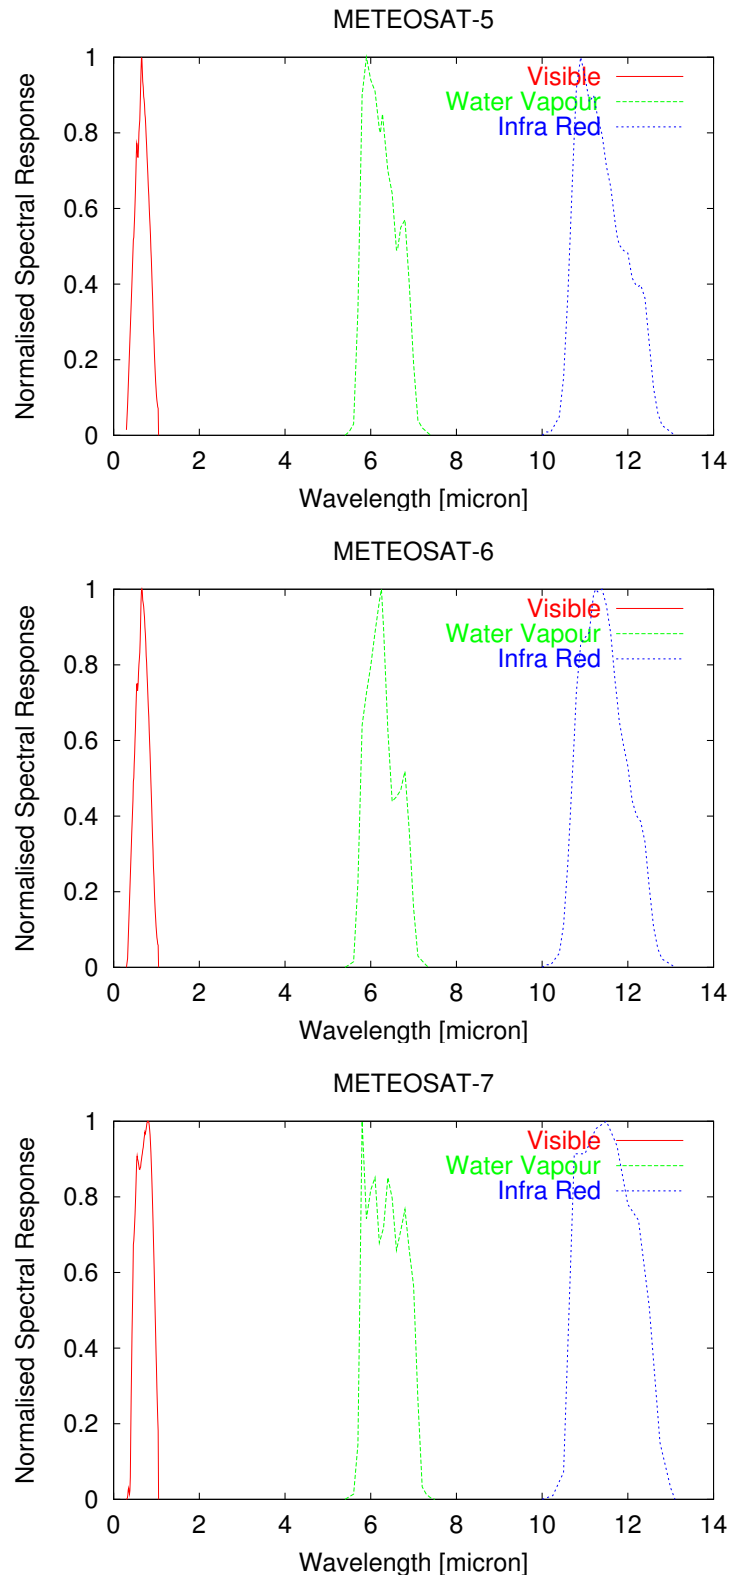 METEOSAT-5
1
0.8
0.6
0.4
0.2
0
Normalised Spectral Response
Visible
Water Vapour
Infra Red
0 2 4 6 8 10 12 14
Wavelength [micron]
METEOSAT-6
1
0.8
0.6
0.4
0.2
0
Normalised Spectral Response
Visible
Water Vapour
Infra Red
0 2 4 6 8 10 12 14
Wavelength [micron]
METEOSAT-7
1
0.8
0.6
0.4
0.2
0
Normalised Spectral Response
Visible
Water Vapour
Infra Red
0 2 4 6 8 10 12 14
Wavelength [micron]